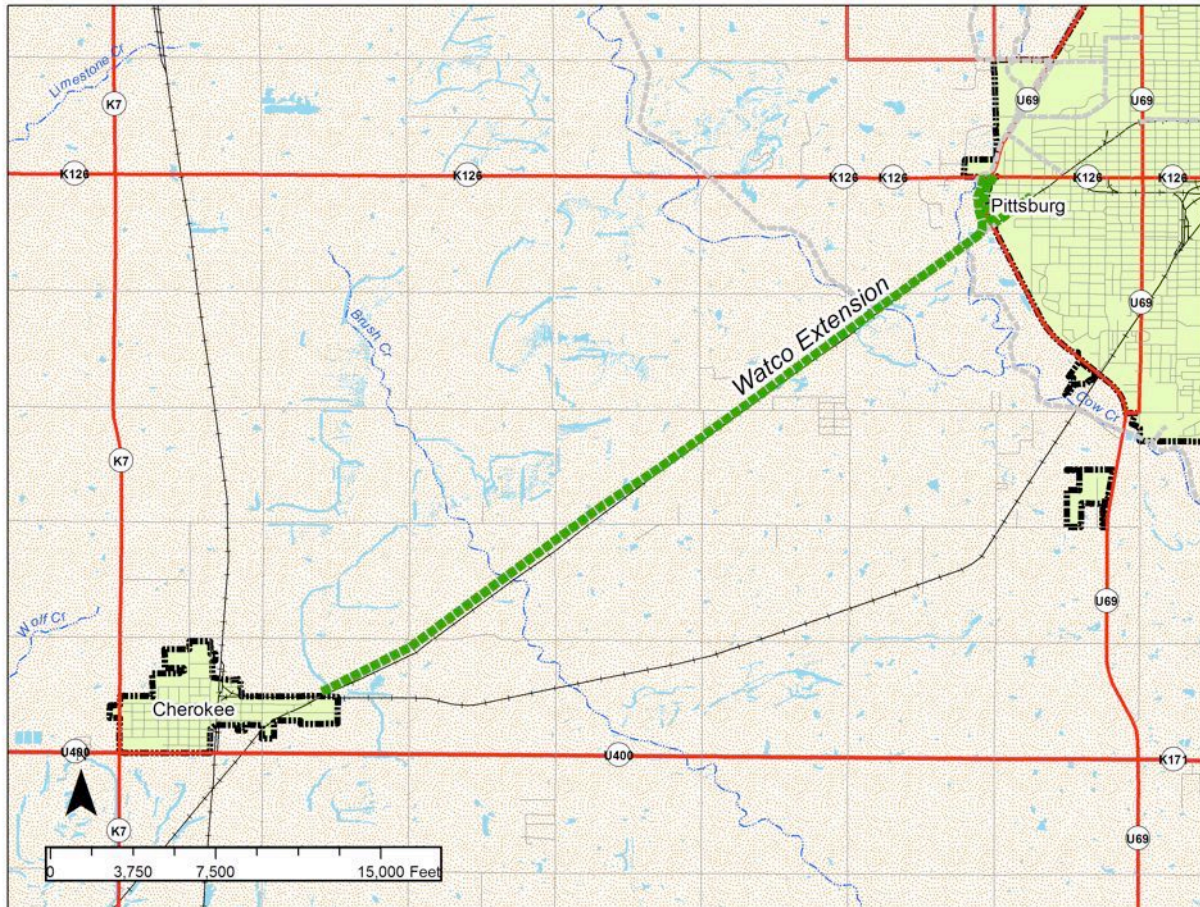 Limestone Cr
K7
U69
U69
K126
K126
K126
K126
K126
K126
Pittsburg
Brush Cr
Watco Extension
U69
Cow Cr
K7
U69
Wolf Cr
Cherokee
U400
U400
K171
K7
U69
0
3,750
7,500
15,000 Feet